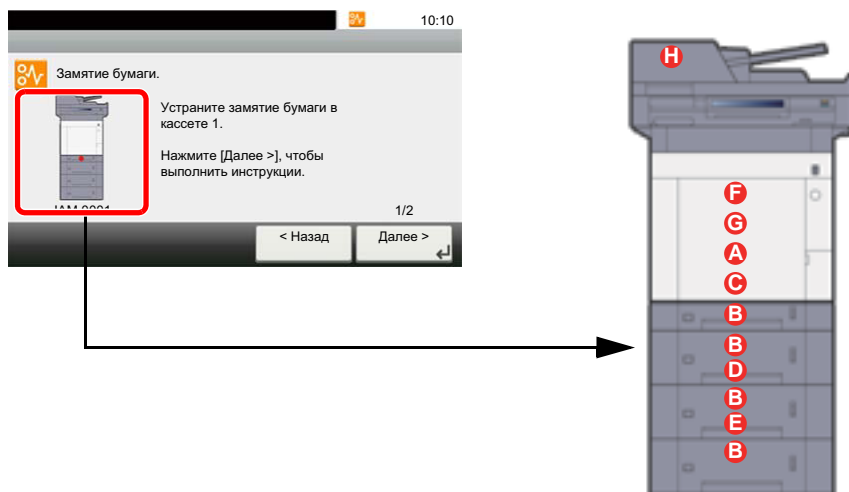 10:10
Замятие бумаги.
Устраните замятие бумаги в
кассете 1.
Нажмите [Далее >], чтобы
выполнить инструкции.
1/2
< Назад
Далее >
H
F
G
A
C
B
B
D
B
E
B